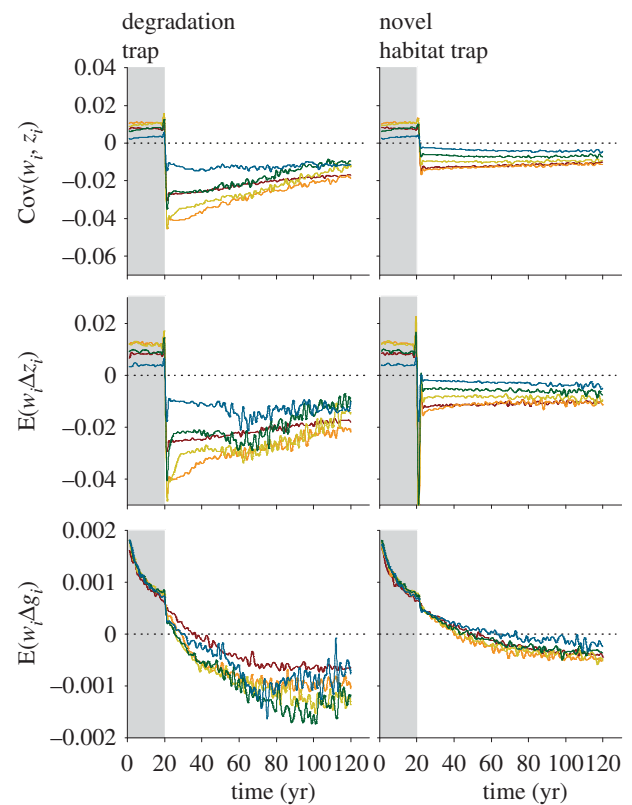 degradation
trap
novel
habitat trap
Cov(wᵢ, zᵢ)
0.04
0.02
0
−0.02
−0.04
−0.06
E(wᵢΔzᵢ)
0.02
0
−0.02
−0.04
E(wᵢΔgᵢ)
0.002
0.001
0
−0.001
−0.002
0 20 40 60 80 100 120
0 20 40 60 80 100 120
time (yr)
time (yr)